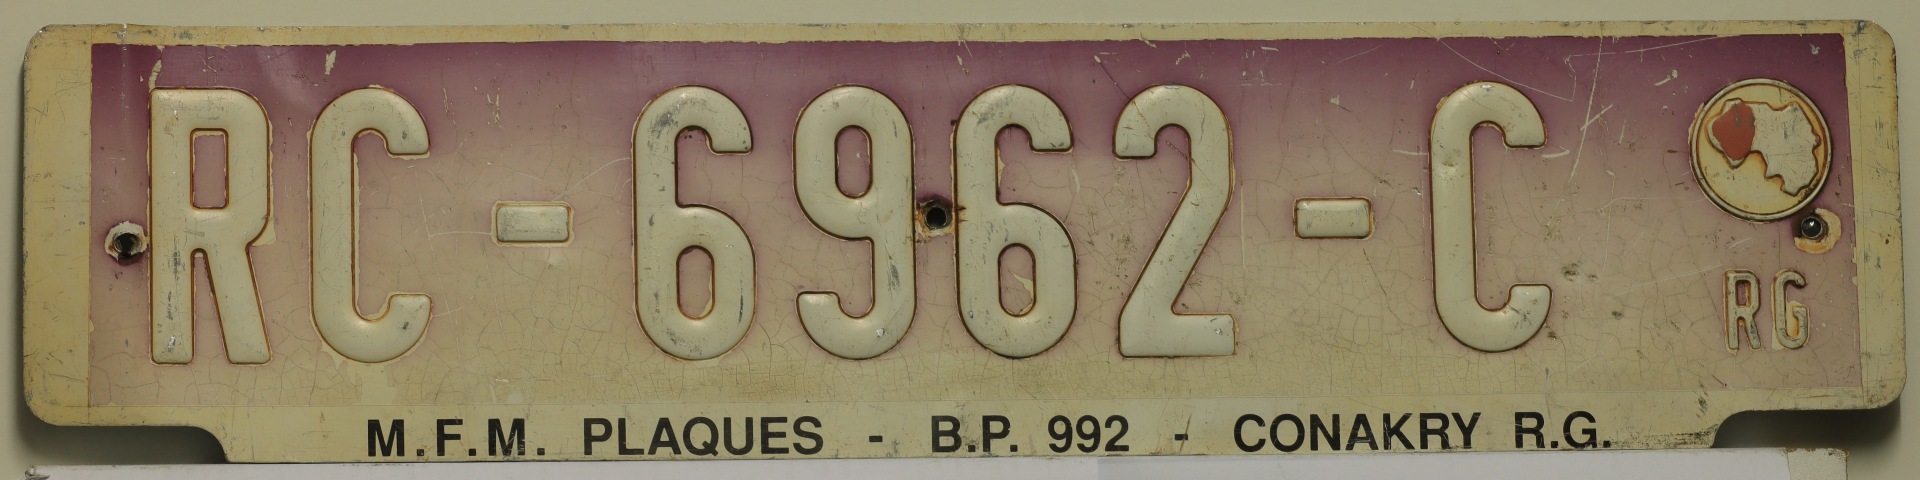 RC-6962-C
RG
M.F.M. PLAQUES - B.P. 992 - CONAKRY R.G.